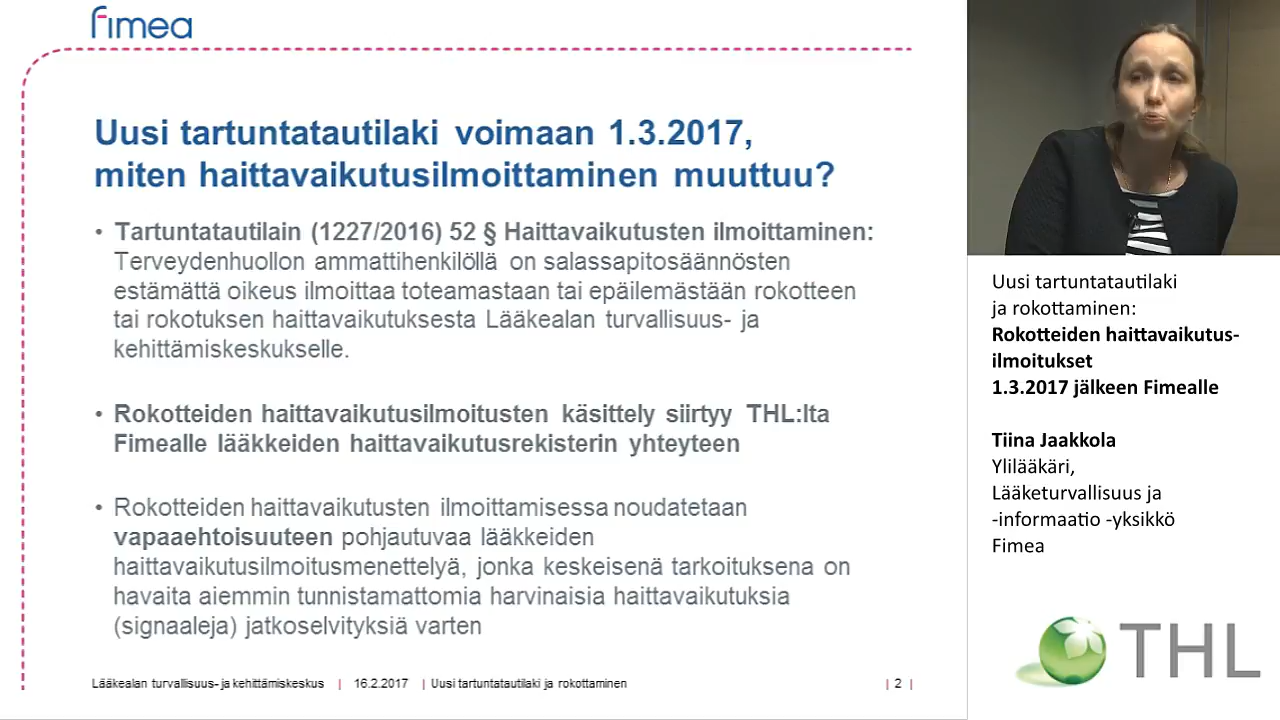 fimea
Uusi tartuntatautilaki voimaan 1.3.2017,
miten haittavaikutusilmoittaminen muuttuu?
• Tartuntatautilain (1227/2016) 52 § Haittavaikutusten ilmoittaminen:
Terveydenhuollon ammattihenkilöllä on salassapitosäännösten
estämättä oikeus ilmoittaa toteamastaan tai epäilemästään rokotteen
tai rokotuksen haittavaikutuksesta Lääkealan turvallisuus- ja
kehittämiskeskukselle.
• Rokotteiden haittavaikutusilmoitusten käsittely siirtyy THL:lta
Fimealle lääkkeiden haittavaikutusrekisterin yhteyteen
• Rokotteiden haittavaikutusten ilmoittamisessa noudatetaan
vapaaehtoisuuteen pohjautuvaa lääkkeiden
haittavaikutusilmoitusmenettelyä, jonka keskeisenä tarkoituksena on
havaita aiemmin tunnistamattomia harvinaisia haittavaikutuksia
(signaaleja) jatkoselvityksiä varten
Lääkealan turvallisuus- ja kehittämiskeskus | 16.2.2017 | Uusi tartuntatautilaki ja rokottaminen | 2 |
Uusi tartuntatautilaki
ja rokottaminen:
Rokotteiden haittavaikutus-
ilmoitukset
1.3.2017 jälkeen Fimealle
Tiina Jaakkola
Ylilääkäri,
Lääketurvallisuus ja
-informaatio -yksikkö
Fimea
THL